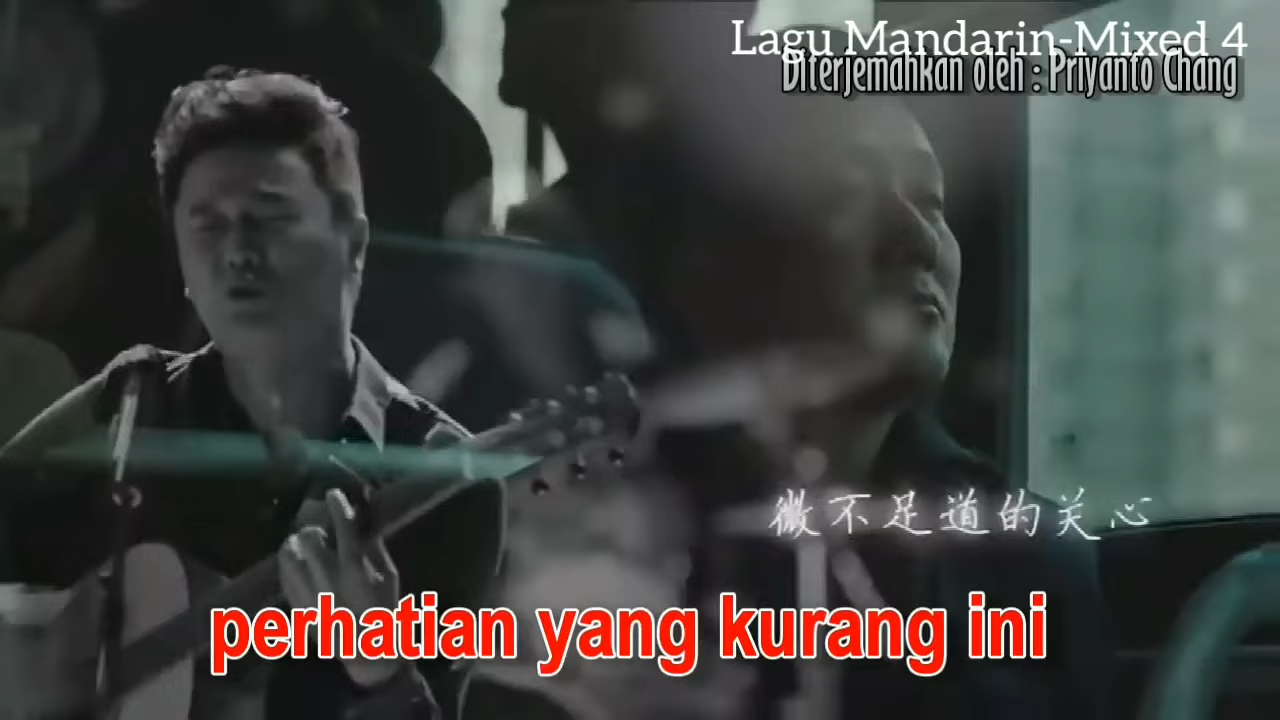 Lagu Mandarin-Mixed 4
Diterjemahkan oleh : Priyanto Chang
微不足道的关心
perhatian yang kurang ini